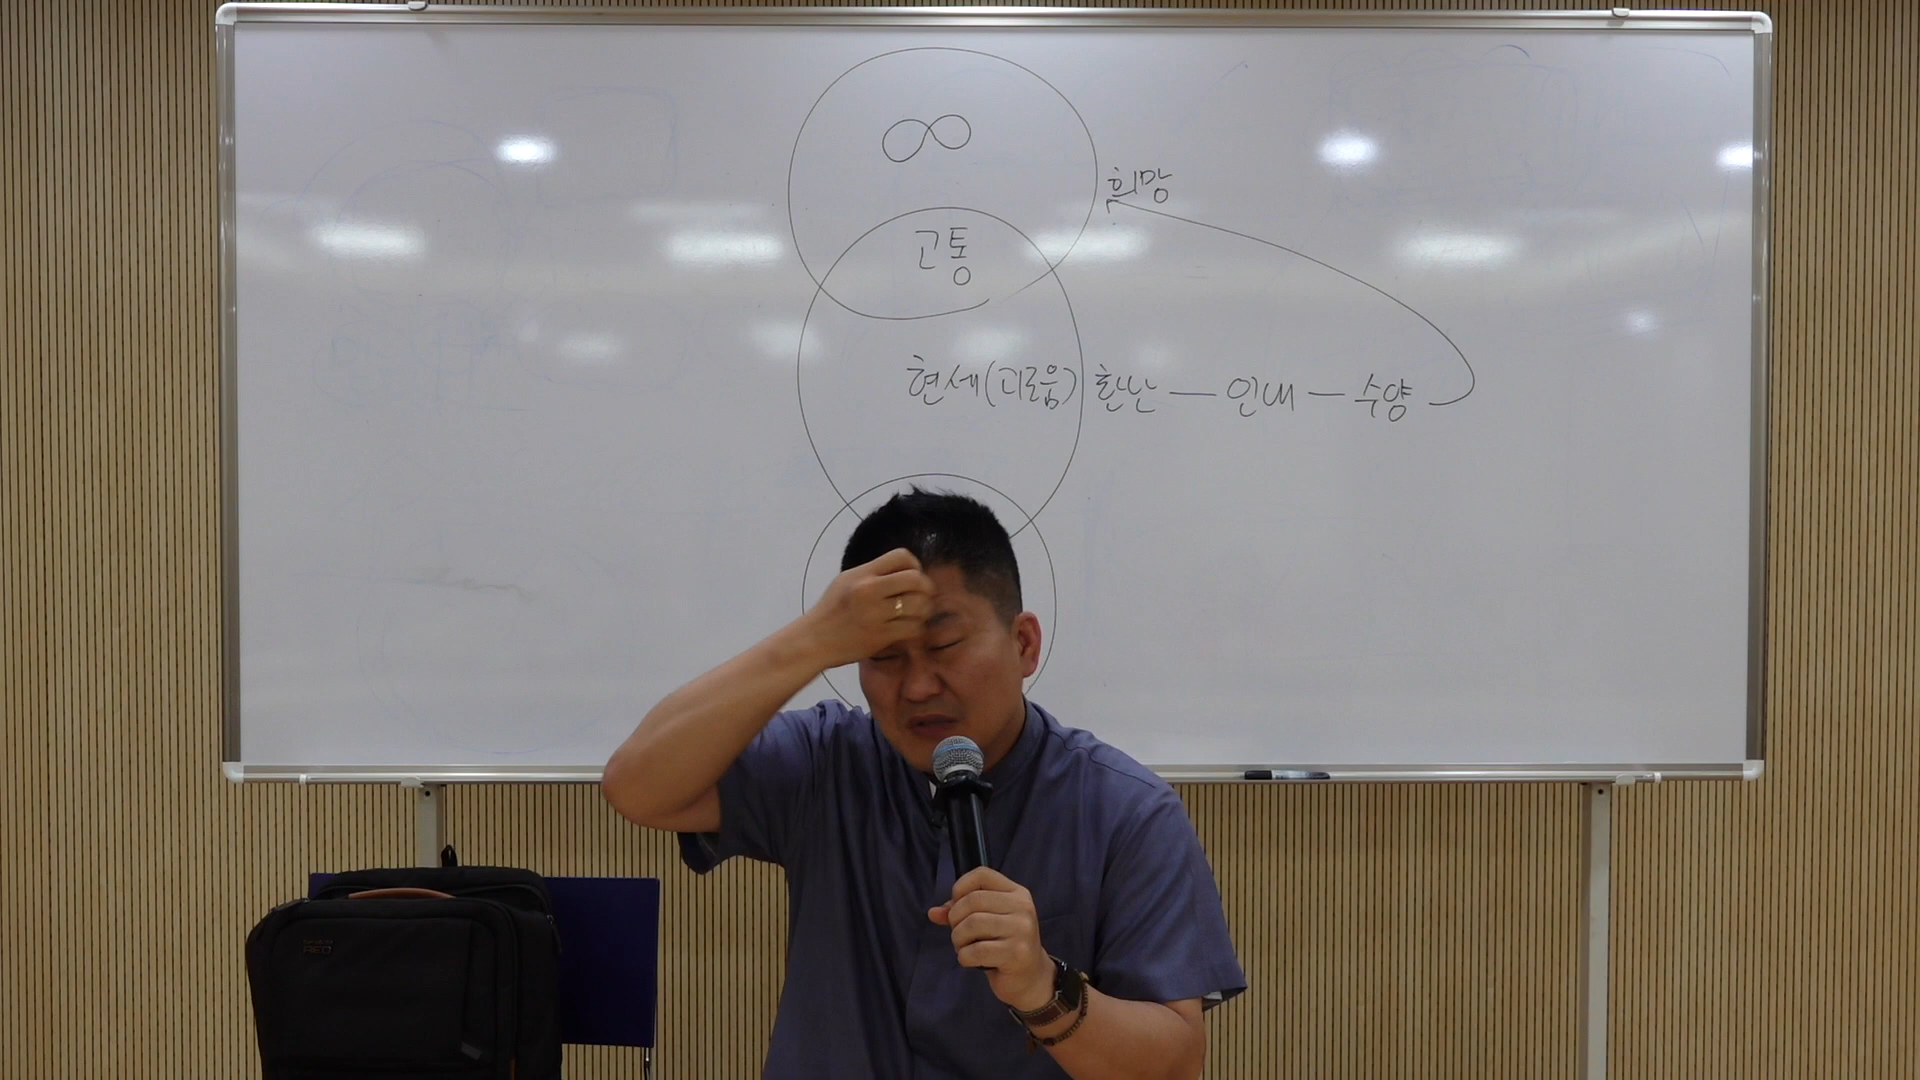 ∞
희망
고통
현세(괴로움) 환난 — 인내 — 수양